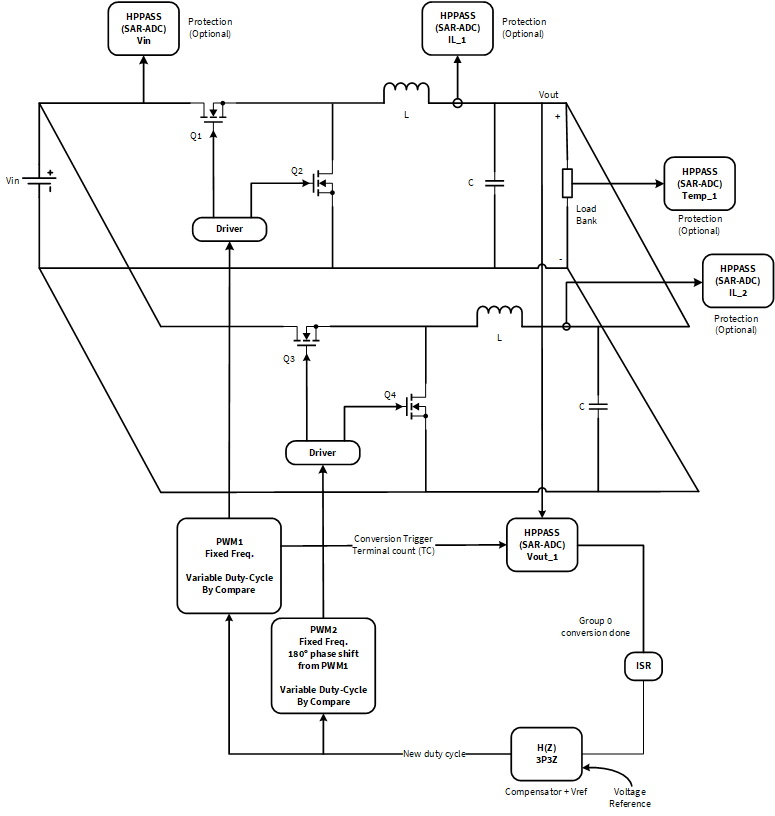 HPPASS
(SAR-ADC)
Vin
Protection
(Optional)
HPPASS
(SAR-ADC)
IL_1
Protection
(Optional)
Vout
+
L
Q1
Q2
Vin
+
C
HPPASS
(SAR-ADC)
Temp_1
Load
Bank
Protection
(Optional)
Driver
-
HPPASS
(SAR-ADC)
IL_2
Protection
(Optional)
L
Q3
Q4
C
Driver
PWM1
Fixed Freq.
Variable Duty-Cycle
By Compare
Conversion Trigger
Terminal count (TC)
HPPASS
(SAR-ADC)
Vout_1
Group 0
conversion done
PWM2
Fixed Freq.
180° phase shift
from PWM1
Variable Duty-Cycle
By Compare
ISR
New duty cycle
H(Z)
3P3Z
Compensator + Vref
Voltage
Reference